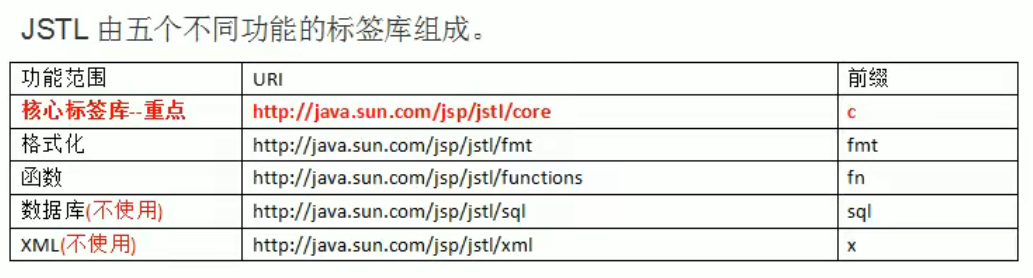 JSTL 由五个不同功能的标签库组成。
功能范围 URI 前缀
核心标签库--重点 http://java.sun.com/jsp/jstl/core c
格式化 http://java.sun.com/jsp/jstl/fmt fmt
函数 http://java.sun.com/jsp/jstl/functions fn
数据库(不使用) http://java.sun.com/jsp/jstl/sql sql
XML(不使用) http://java.sun.com/jsp/jstl/xml x